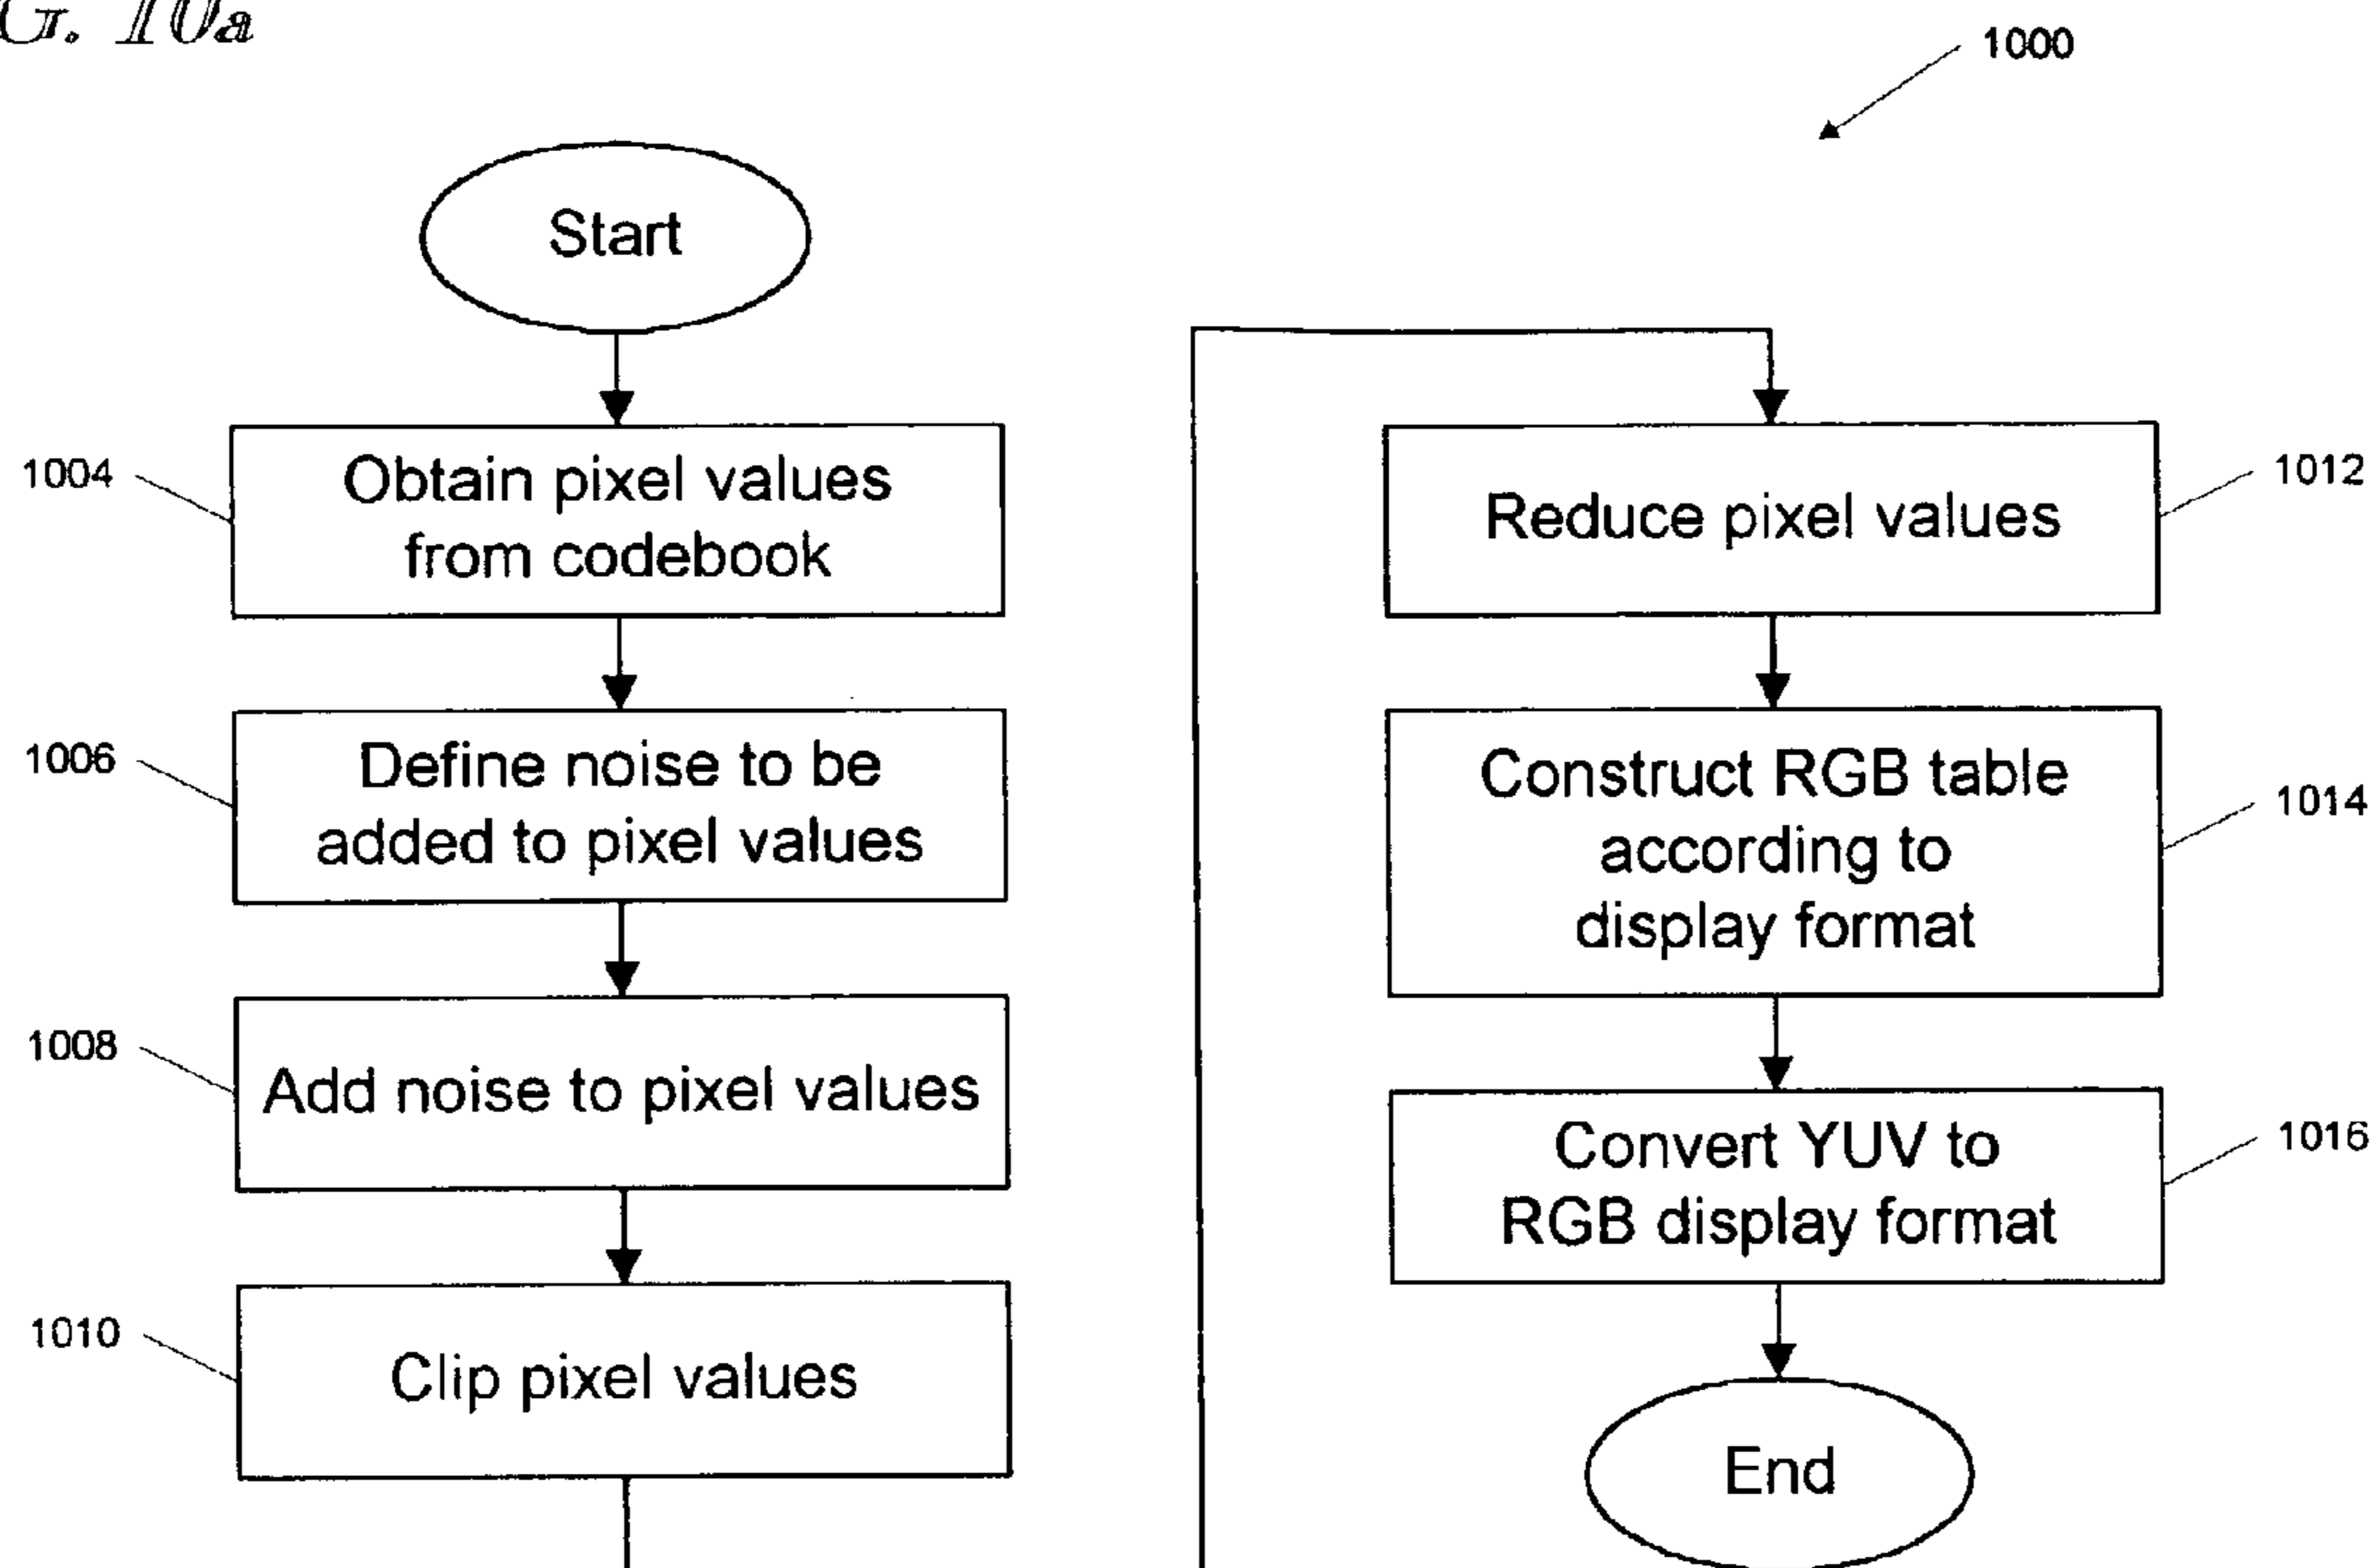 G. 10a
1000
Start
1004
Obtain pixel values
from codebook
1006
Define noise to be
added to pixel values
1008
Add noise to pixel values
1010
Clip pixel values
1012
Reduce pixel values
1014
Construct RGB table
according to
display format
1016
Convert YUV to
RGB display format
End